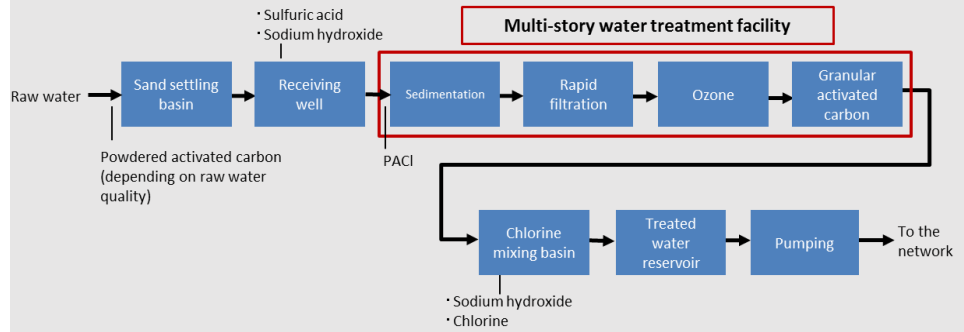 ・Sulfuric acid
・Sodium hydroxide
Multi-story water treatment facility
Raw water
Sand settling
basin
Receiving
well
Sedimentation
Rapid
filtration
Ozone
Granular
activated
carbon
Powdered activated carbon
(depending on raw water
quality)
PACl
Chlorine
mixing basin
Treated
water
reservoir
Pumping
To the
network
・Sodium hydroxide
・Chlorine